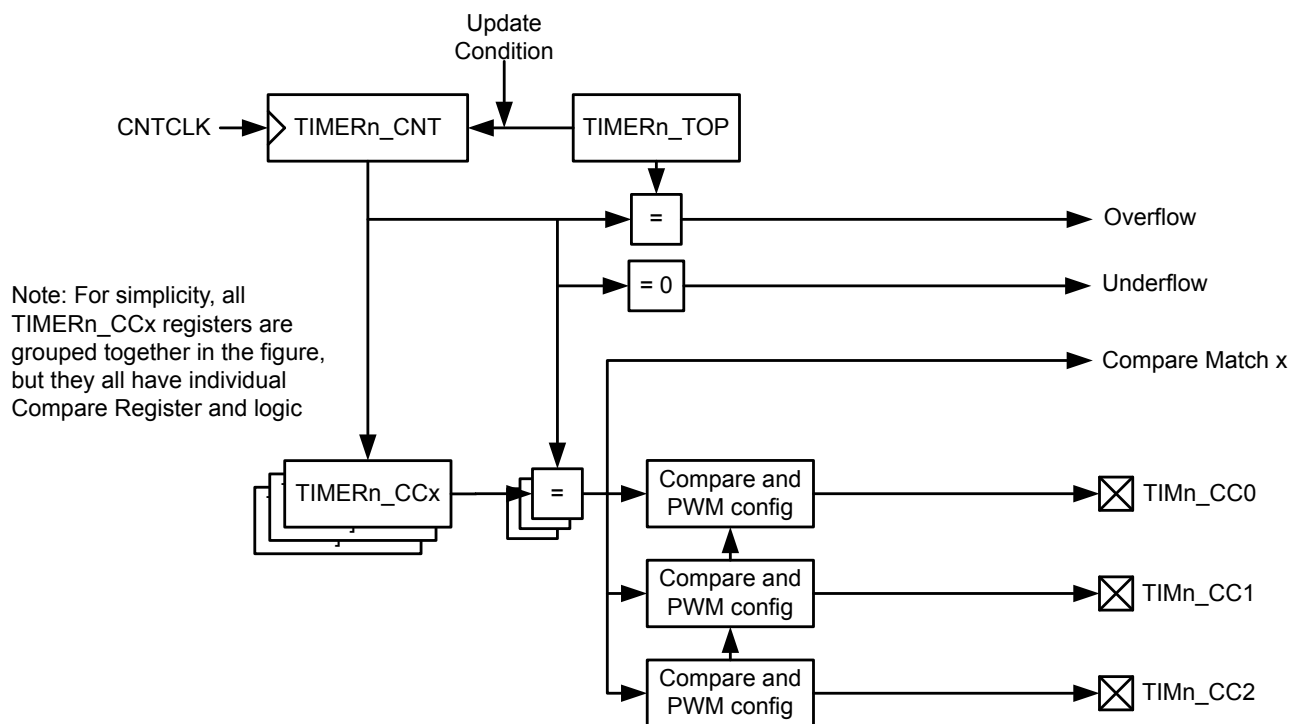 Update
Condition
CNTCLK
TIMERn_CNT
TIMERn_TOP
=
Overflow
= 0
Underflow
Note: For simplicity, all
TIMERn_CCx registers are
grouped together in the figure,
but they all have individual
Compare Register and logic
Compare Match x
TIMERn_CCx
=
Compare and
PWM config
TIMn_CC0
Compare and
PWM config
TIMn_CC1
Compare and
PWM config
TIMn_CC2